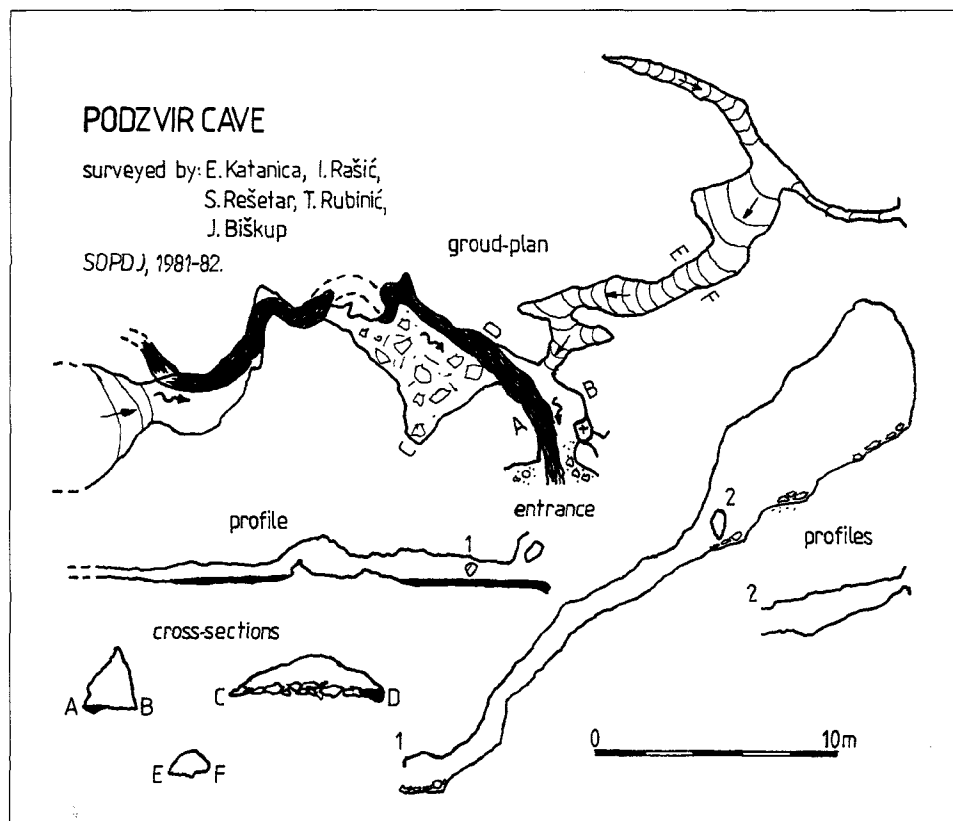 PODZVIR CAVE
surveyed by: E. Katanica, I. Rašić,
S. Rešetar, T. Rubinić,
J. Biškup
SOPDJ, 1981-82.
groud-plan
E
F
D
B
A
C
entrance
profile
1
2
profiles
2
cross-sections
A B
C D
E F
1
0 10m